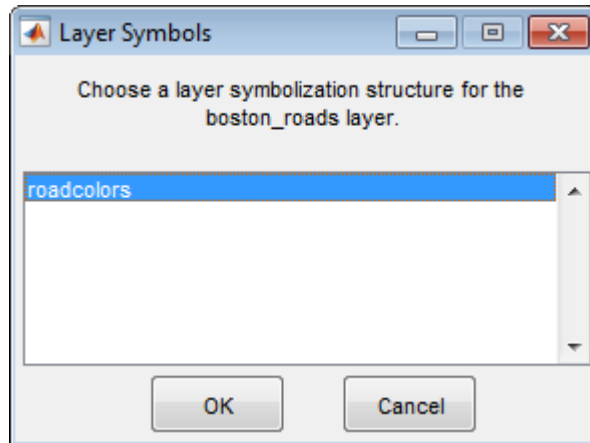 Layer Symbols
Choose a layer symbolization structure for the
boston_roads layer.
roadcolors
OK
Cancel